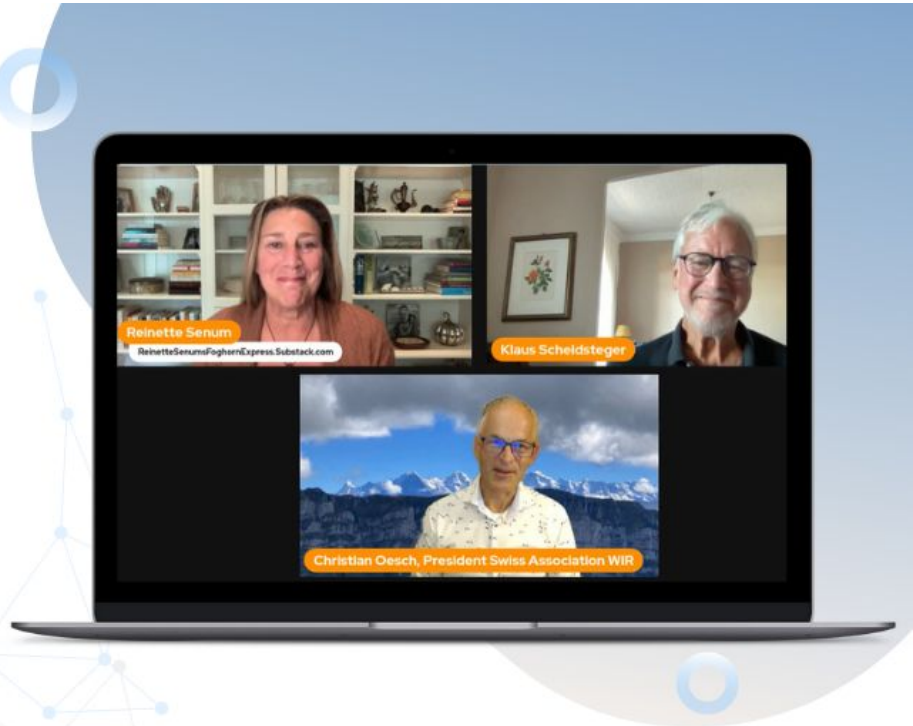 Reinette Senum
ReinetteSenumsFoghornExpress.Substack.com
Klaus Scheidsteger
Christian Oesch, President Swiss Association WIR